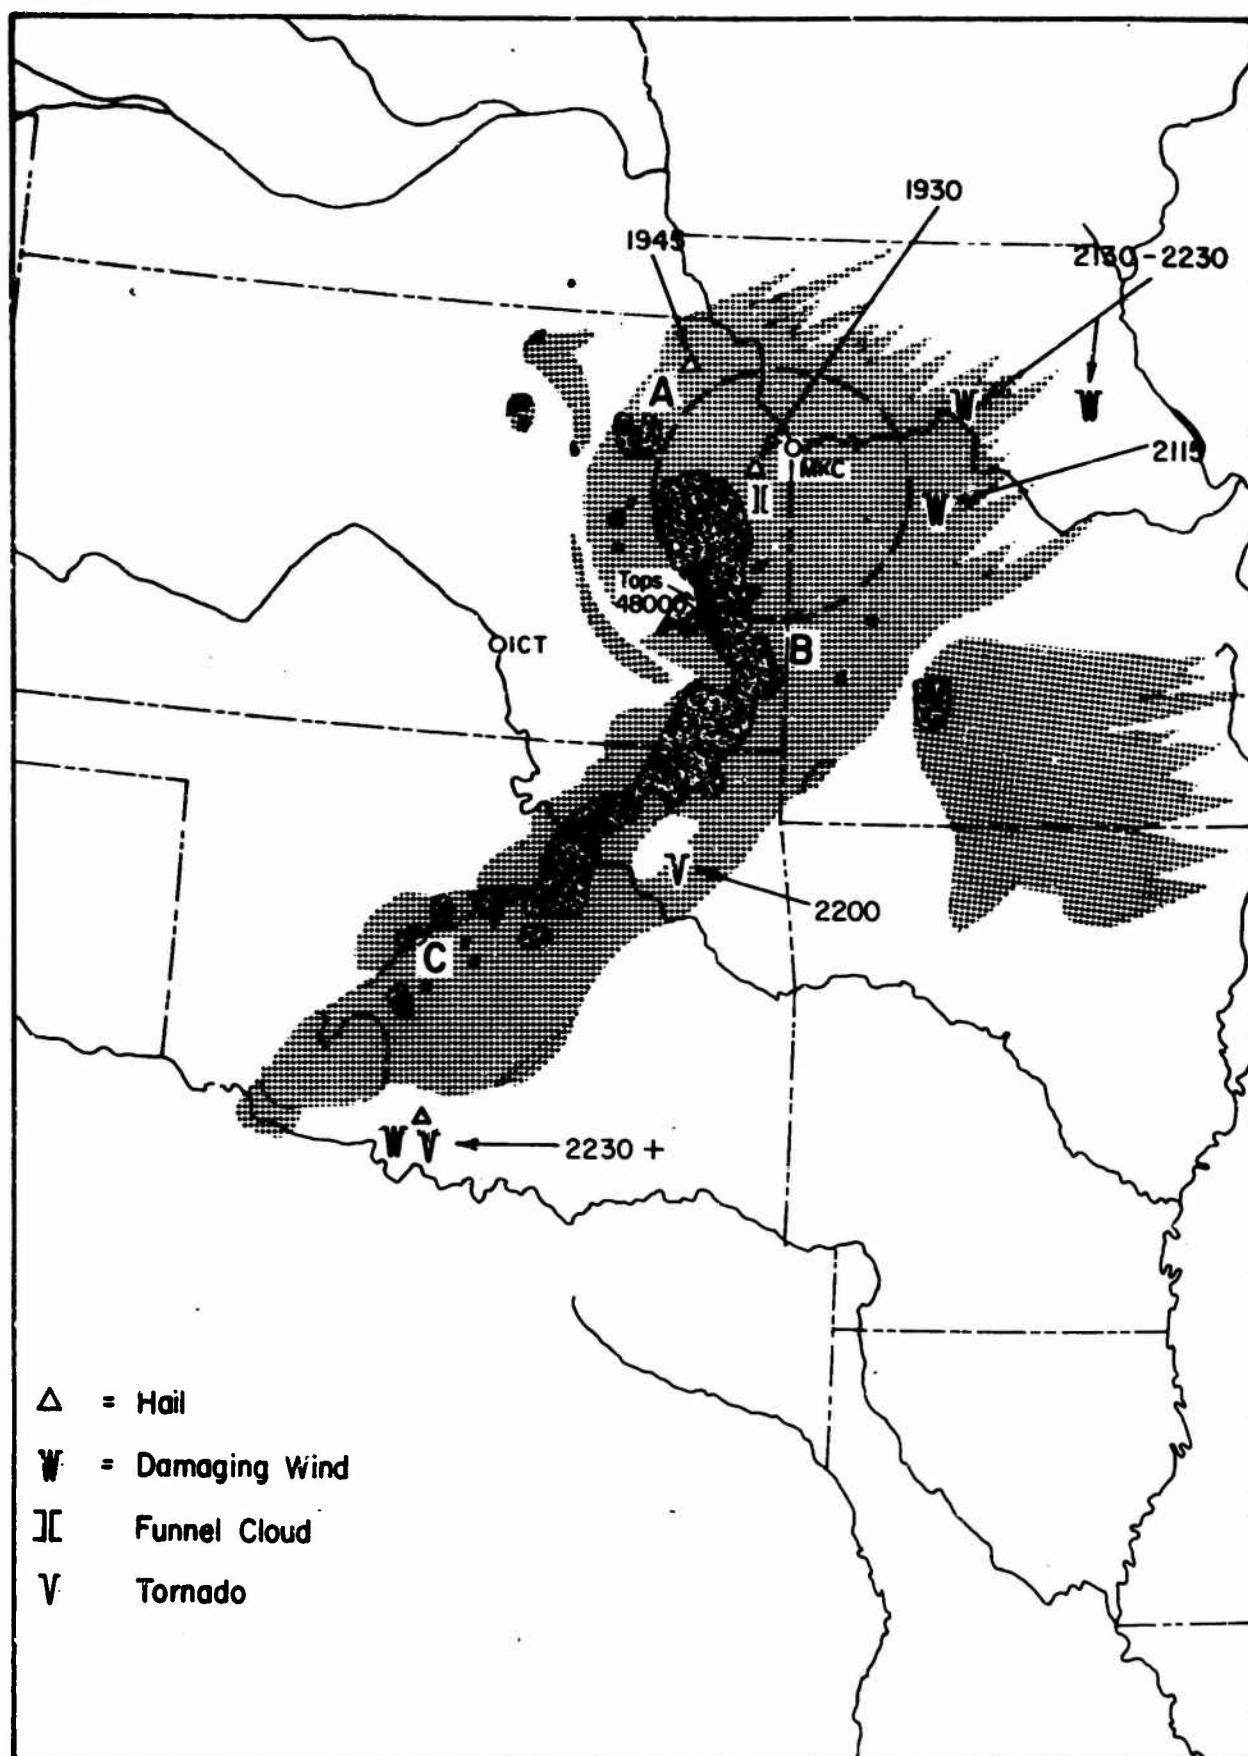 1930
1945
2130-2230
A
MKC
2115
Tops
48000
B
ICT
2200
C
2230 +
= Hail
= Damaging Wind
Funnel Cloud
Tornado